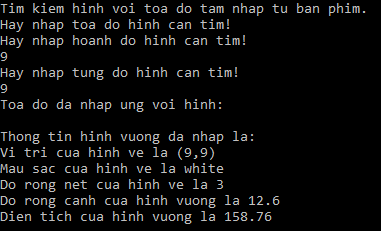 Tim kiem hinh voi toa do tam nhap tu ban phim.
Hay nhap toa do hinh can tim!
Hay nhap hoanh do hinh can tim!
9
Hay nhap tung do hinh can tim!
9
Toa do da nhap ung voi hinh:
Thong tin hinh vuong da nhap la:
Vi tri cua hinh ve la (9,9)
Mau sac cua hinh ve la white
Do rong net cua hinh ve la 3
Do rong canh cua hinh vuong la 12.6
Dien tich cua hinh vuong la 158.76